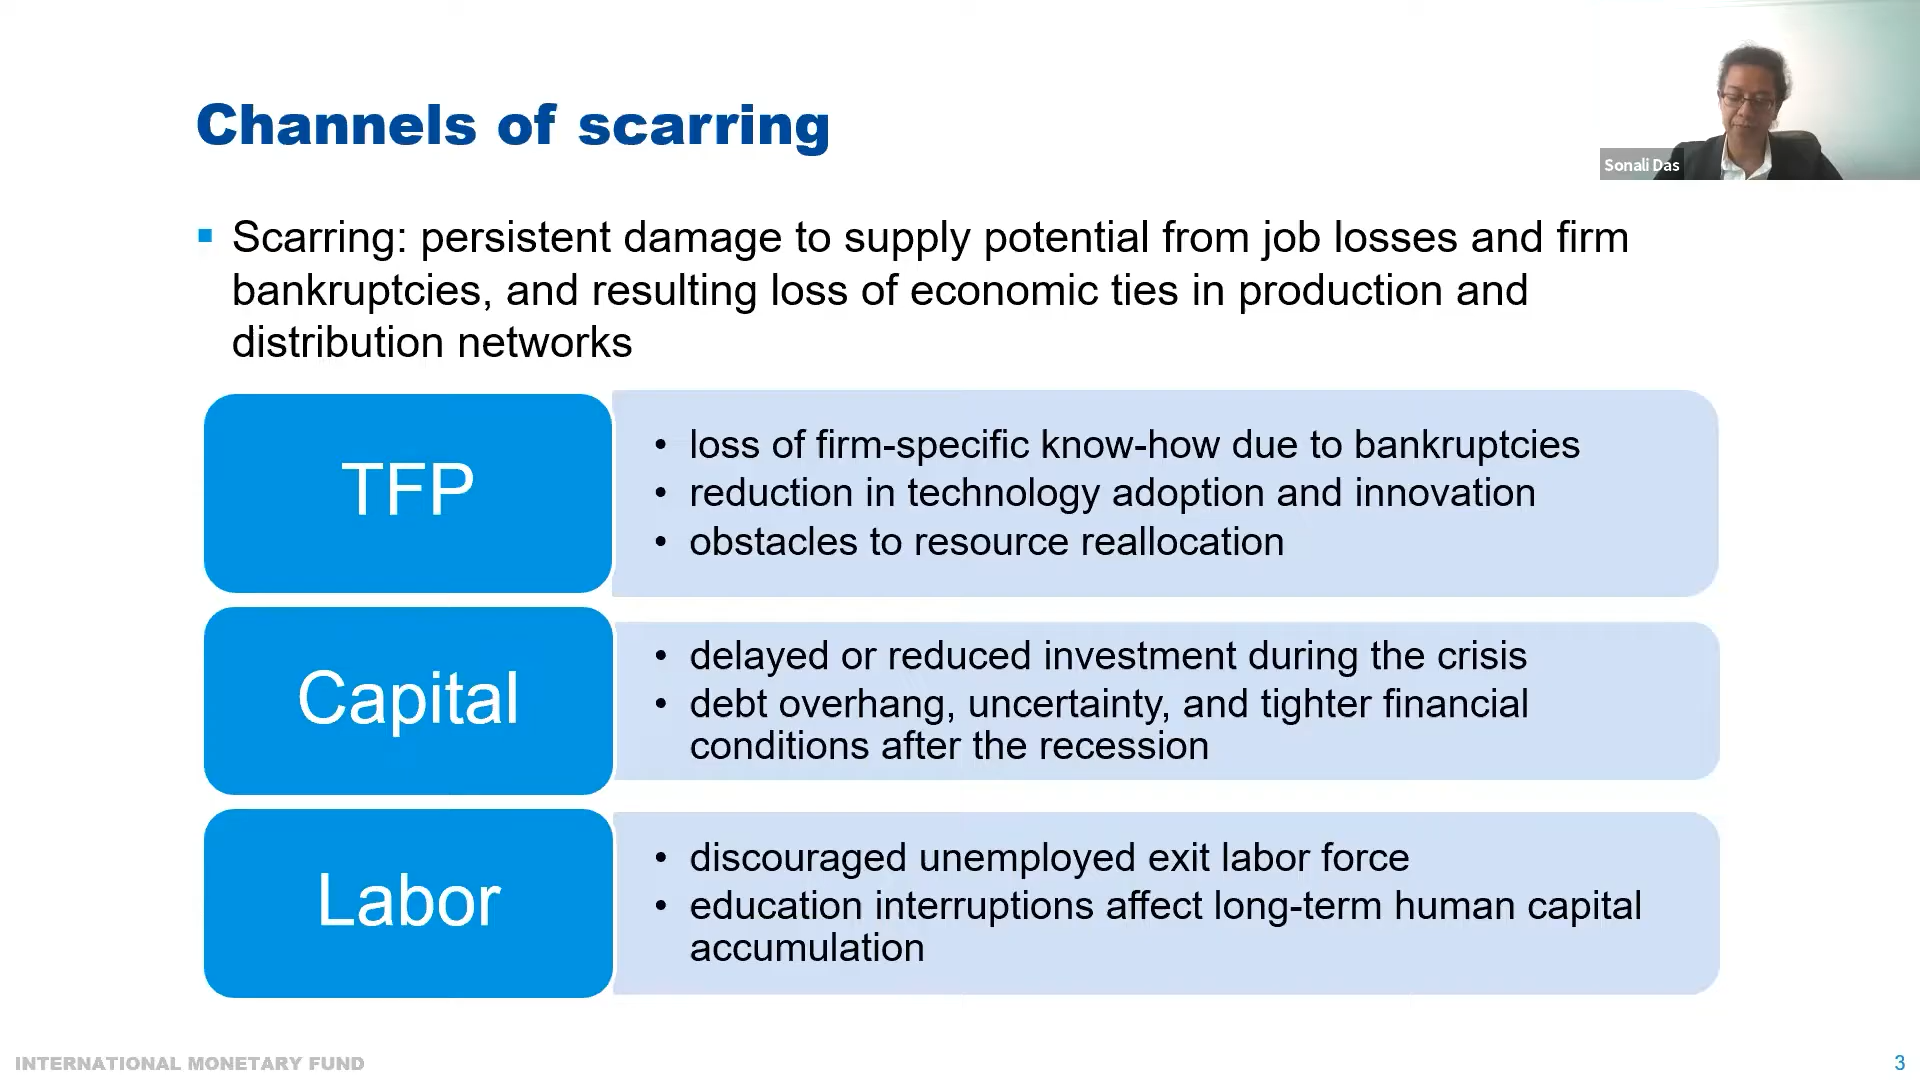 Channels of scarring
Sonali Das
▪ Scarring: persistent damage to supply potential from job losses and firm
bankruptcies, and resulting loss of economic ties in production and
distribution networks
TFP
• loss of firm-specific know-how due to bankruptcies
• reduction in technology adoption and innovation
• obstacles to resource reallocation
Capital
• delayed or reduced investment during the crisis
• debt overhang, uncertainty, and tighter financial
conditions after the recession
Labor
• discouraged unemployed exit labor force
• education interruptions affect long-term human capital
accumulation
INTERNATIONAL MONETARY FUND
3